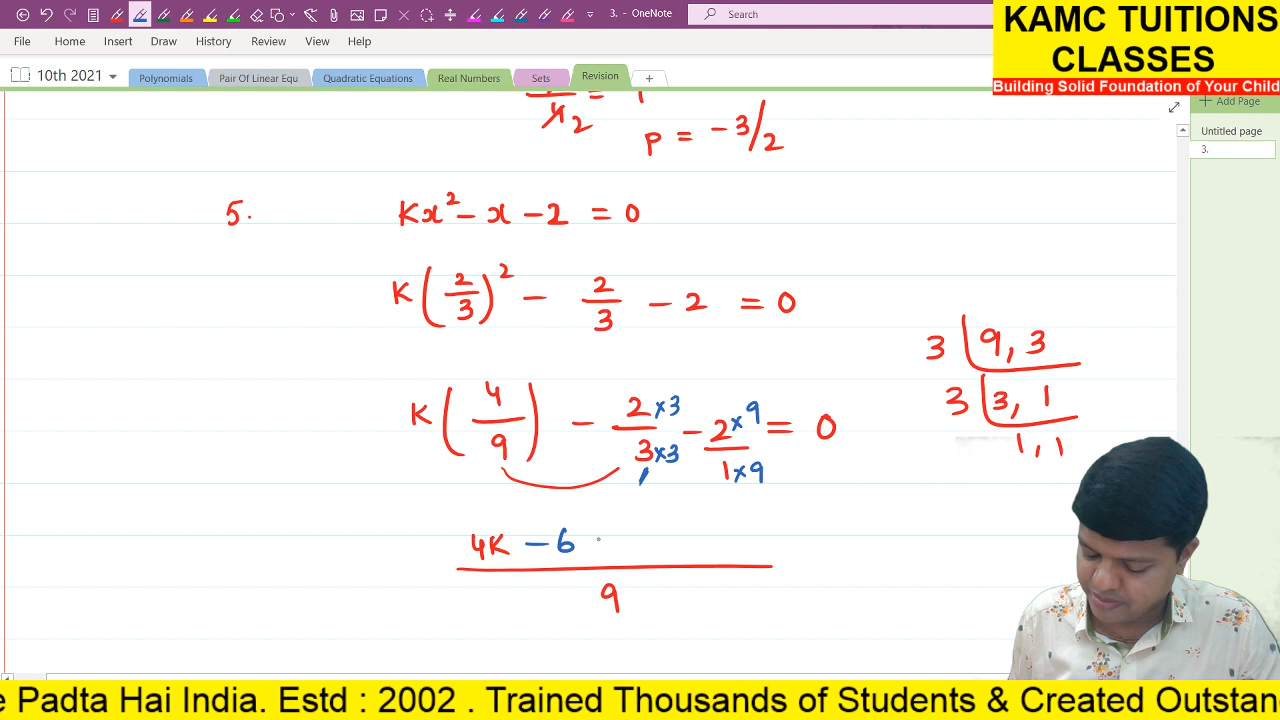 3. - OneNote
Search
KAMC TUITIONS
CLASSES
Building Solid Foundation of Your Child
File Home Insert Draw History Review View Help
10th 2021
Polynomials
Pair Of Linear Equ
Quadratic Equations
Real Numbers
Sets
Revision
+
+ Add Page
Untitled page
3.
p = -3/2
5. Kx² - x - 2 = 0
K(2/3)² - 2/3 - 2 = 0
3 | 9, 3
3 | 3, 1
1, 1
K(4/9) - 2×3/3×3 - 2×9/1×9 = 0
4K - 6
9
e Padta Hai India. Estd : 2002 . Trained Thousands of Students & Created Outstan